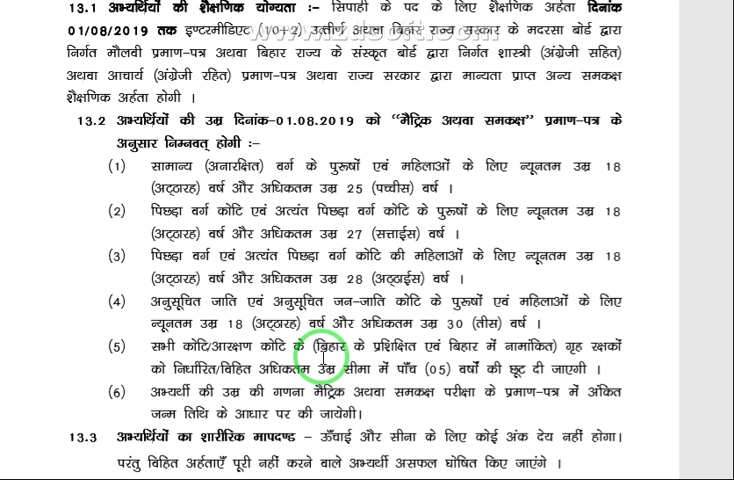 13.1 अभ्यर्थियों की शैक्षणिक योग्यता :– सिपाही के पद के लिए शैक्षणिक अर्हता दिनांक
01/08/2019 तक इण्टरमीडिएट (10+2) उत्तीर्ण अथवा बिहार राज्य सरकार के मदरसा बोर्ड द्वारा
निर्गत मौलवी प्रमाण-पत्र अथवा बिहार राज्य के संस्कृत बोर्ड द्वारा निर्गत शास्त्री (अंग्रेजी सहित)
अथवा आचार्य (अंग्रेजी रहित) प्रमाण-पत्र अथवा राज्य सरकार द्वारा मान्यता प्राप्त अन्य समकक्ष
शैक्षणिक अर्हता होगी ।
13.2 अभ्यर्थियों की उम्र दिनांक-01.08.2019 को “मैट्रिक अथवा समकक्ष” प्रमाण-पत्र के
अनुसार निम्नवत् होगी :–
(1) सामान्य (अनारक्षित) वर्ग के पुरूषों एवं महिलाओं के लिए न्यूनतम उम्र 18
(अट्ठारह) वर्ष और अधिकतम उम्र 25 (पच्चीस) वर्ष ।
(2) पिछड़ा वर्ग कोटि एवं अत्यंत पिछड़ा वर्ग कोटि के पुरूषों के लिए न्यूनतम उम्र 18
(अट्ठारह) वर्ष और अधिकतम उम्र 27 (सत्ताईस) वर्ष ।
(3) पिछड़ा वर्ग एवं अत्यंत पिछड़ा वर्ग कोटि की महिलाओं के लिए न्यूनतम उम्र 18
(अट्ठारह) वर्ष और अधिकतम उम्र 28 (अट्ठाईस) वर्ष ।
(4) अनुसूचित जाति एवं अनुसूचित जन-जाति कोटि के पुरूषों एवं महिलाओं के लिए
न्यूनतम उम्र 18 (अट्ठारह) वर्ष और अधिकतम उम्र 30 (तीस) वर्ष ।
(5) सभी कोटि/आरक्षण कोटि के (बिहार के प्रशिक्षित एवं बिहार में नामांकित) गृह रक्षकों
को निर्धारित/विहित अधिकतम उम्र सीमा में पाँच (05) वर्षों की छूट दी जाएगी ।
(6) अभ्यर्थी की उम्र की गणना मैट्रिक अथवा समकक्ष परीक्षा के प्रमाण-पत्र में अंकित
जन्म तिथि के आधार पर की जायेगी।
13.3 अभ्यर्थियों का शारीरिक मापदण्ड – ऊँचाई और सीना के लिए कोई अंक देय नहीं होगा।
परंतु विहित अर्हताएँ पूरी नहीं करने वाले अभ्यर्थी असफल घोषित किए जाएंगे ।